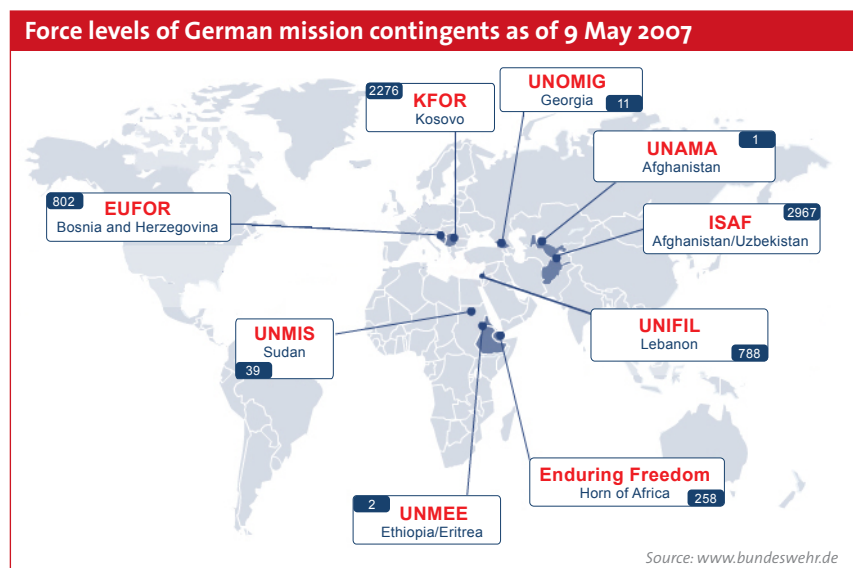 Force levels of German mission contingents as of 9 May 2007
2276
KFOR
Kosovo
UNOMIG
Georgia
11
1
UNAMA
Afghanistan
802
EUFOR
Bosnia and Herzegovina
2967
ISAF
Afghanistan/Uzbekistan
UNMIS
Sudan
39
UNIFIL
Lebanon
788
Enduring Freedom
Horn of Africa
258
2
UNMEE
Ethiopia/Eritrea
Source: www.bundeswehr.de